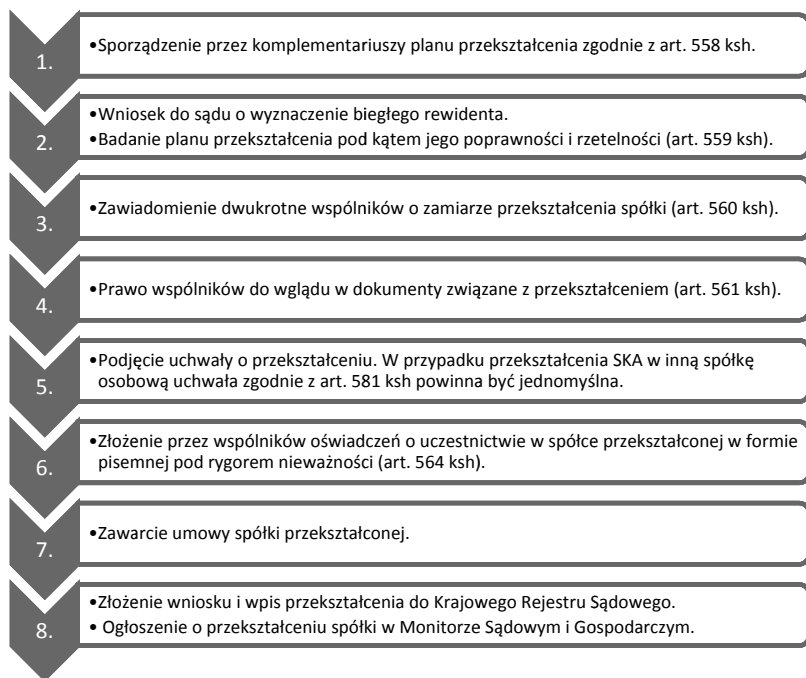 1.
•Sporządzenie przez komplementariuszy planu przekształcenia zgodnie z art. 558 ksh.
2.
•Wniosek do sądu o wyznaczenie biegłego rewidenta.
•Badanie planu przekształcenia pod kątem jego poprawności i rzetelności (art. 559 ksh).
3.
•Zawiadomienie dwukrotne wspólników o zamiarze przekształcenia spółki (art. 560 ksh).
4.
•Prawo wspólników do wglądu w dokumenty związane z przekształceniem (art. 561 ksh).
5.
•Podjęcie uchwały o przekształceniu. W przypadku przekształcenia SKA w inną spółkę
osobową uchwała zgodnie z art. 581 ksh powinna być jednomyślna.
6.
•Złożenie przez wspólników oświadczeń o uczestnictwie w spółce przekształconej w formie
pisemnej pod rygorem nieważności (art. 564 ksh).
7.
•Zawarcie umowy spółki przekształconej.
8.
•Złożenie wniosku i wpis przekształcenia do Krajowego Rejestru Sądowego.
• Ogłoszenie o przekształceniu spółki w Monitorze Sądowym i Gospodarczym.